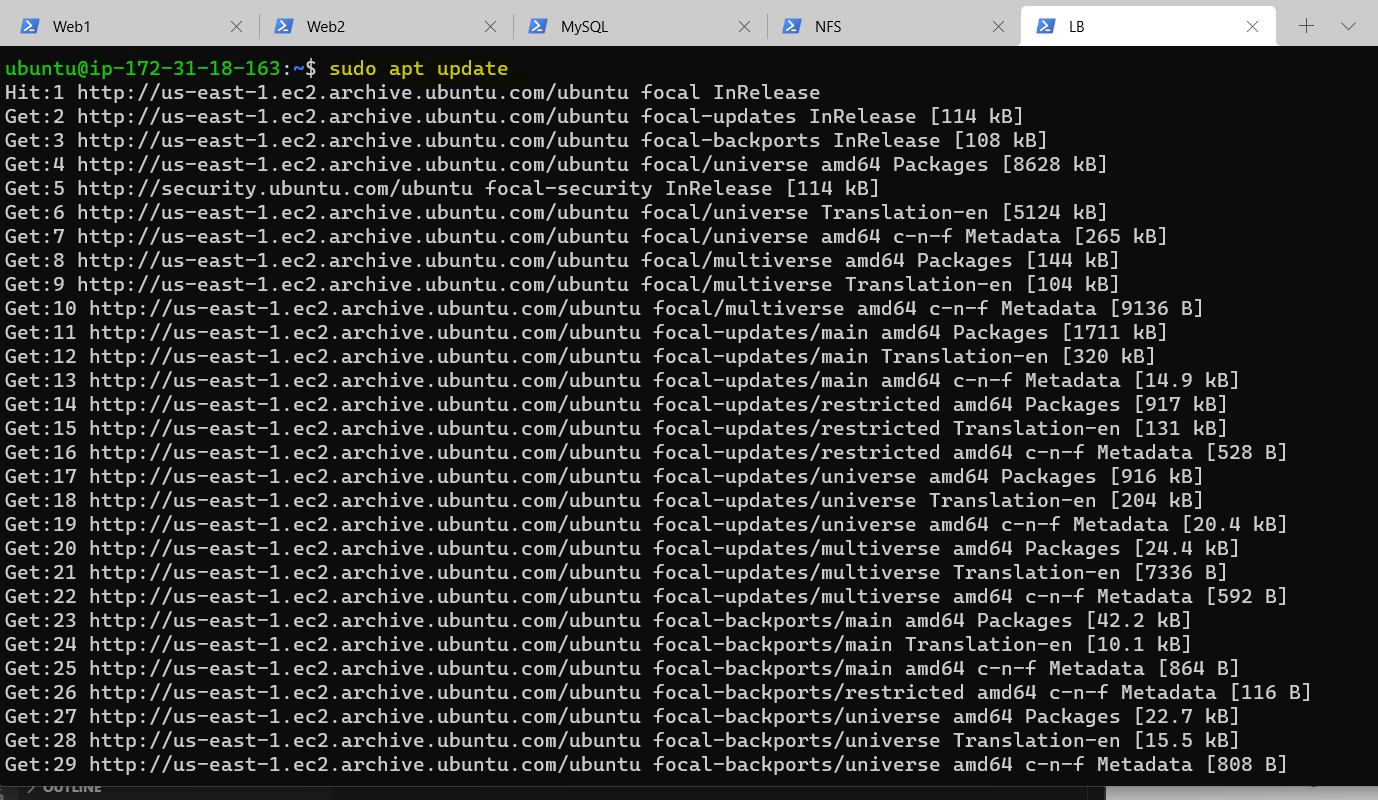 Web1 Web2 MySQL NFS LB
ubuntu@ip-172-31-18-163:~$ sudo apt update
Hit:1 http://us-east-1.ec2.archive.ubuntu.com/ubuntu focal InRelease
Get:2 http://us-east-1.ec2.archive.ubuntu.com/ubuntu focal-updates InRelease [114 kB]
Get:3 http://us-east-1.ec2.archive.ubuntu.com/ubuntu focal-backports InRelease [108 kB]
Get:4 http://us-east-1.ec2.archive.ubuntu.com/ubuntu focal/universe amd64 Packages [8628 kB]
Get:5 http://security.ubuntu.com/ubuntu focal-security InRelease [114 kB]
Get:6 http://us-east-1.ec2.archive.ubuntu.com/ubuntu focal/universe Translation-en [5124 kB]
Get:7 http://us-east-1.ec2.archive.ubuntu.com/ubuntu focal/universe amd64 c-n-f Metadata [265 kB]
Get:8 http://us-east-1.ec2.archive.ubuntu.com/ubuntu focal/multiverse amd64 Packages [144 kB]
Get:9 http://us-east-1.ec2.archive.ubuntu.com/ubuntu focal/multiverse Translation-en [104 kB]
Get:10 http://us-east-1.ec2.archive.ubuntu.com/ubuntu focal/multiverse amd64 c-n-f Metadata [9136 B]
Get:11 http://us-east-1.ec2.archive.ubuntu.com/ubuntu focal-updates/main amd64 Packages [1711 kB]
Get:12 http://us-east-1.ec2.archive.ubuntu.com/ubuntu focal-updates/main Translation-en [320 kB]
Get:13 http://us-east-1.ec2.archive.ubuntu.com/ubuntu focal-updates/main amd64 c-n-f Metadata [14.9 kB]
Get:14 http://us-east-1.ec2.archive.ubuntu.com/ubuntu focal-updates/restricted amd64 Packages [917 kB]
Get:15 http://us-east-1.ec2.archive.ubuntu.com/ubuntu focal-updates/restricted Translation-en [131 kB]
Get:16 http://us-east-1.ec2.archive.ubuntu.com/ubuntu focal-updates/restricted amd64 c-n-f Metadata [528 B]
Get:17 http://us-east-1.ec2.archive.ubuntu.com/ubuntu focal-updates/universe amd64 Packages [916 kB]
Get:18 http://us-east-1.ec2.archive.ubuntu.com/ubuntu focal-updates/universe Translation-en [204 kB]
Get:19 http://us-east-1.ec2.archive.ubuntu.com/ubuntu focal-updates/universe amd64 c-n-f Metadata [20.4 kB]
Get:20 http://us-east-1.ec2.archive.ubuntu.com/ubuntu focal-updates/multiverse amd64 Packages [24.4 kB]
Get:21 http://us-east-1.ec2.archive.ubuntu.com/ubuntu focal-updates/multiverse Translation-en [7336 B]
Get:22 http://us-east-1.ec2.archive.ubuntu.com/ubuntu focal-updates/multiverse amd64 c-n-f Metadata [592 B]
Get:23 http://us-east-1.ec2.archive.ubuntu.com/ubuntu focal-backports/main amd64 Packages [42.2 kB]
Get:24 http://us-east-1.ec2.archive.ubuntu.com/ubuntu focal-backports/main Translation-en [10.1 kB]
Get:25 http://us-east-1.ec2.archive.ubuntu.com/ubuntu focal-backports/main amd64 c-n-f Metadata [864 B]
Get:26 http://us-east-1.ec2.archive.ubuntu.com/ubuntu focal-backports/restricted amd64 c-n-f Metadata [116 B]
Get:27 http://us-east-1.ec2.archive.ubuntu.com/ubuntu focal-backports/universe amd64 Packages [22.7 kB]
Get:28 http://us-east-1.ec2.archive.ubuntu.com/ubuntu focal-backports/universe Translation-en [15.5 kB]
Get:29 http://us-east-1.ec2.archive.ubuntu.com/ubuntu focal-backports/universe amd64 c-n-f Metadata [808 B]
OUTLINE